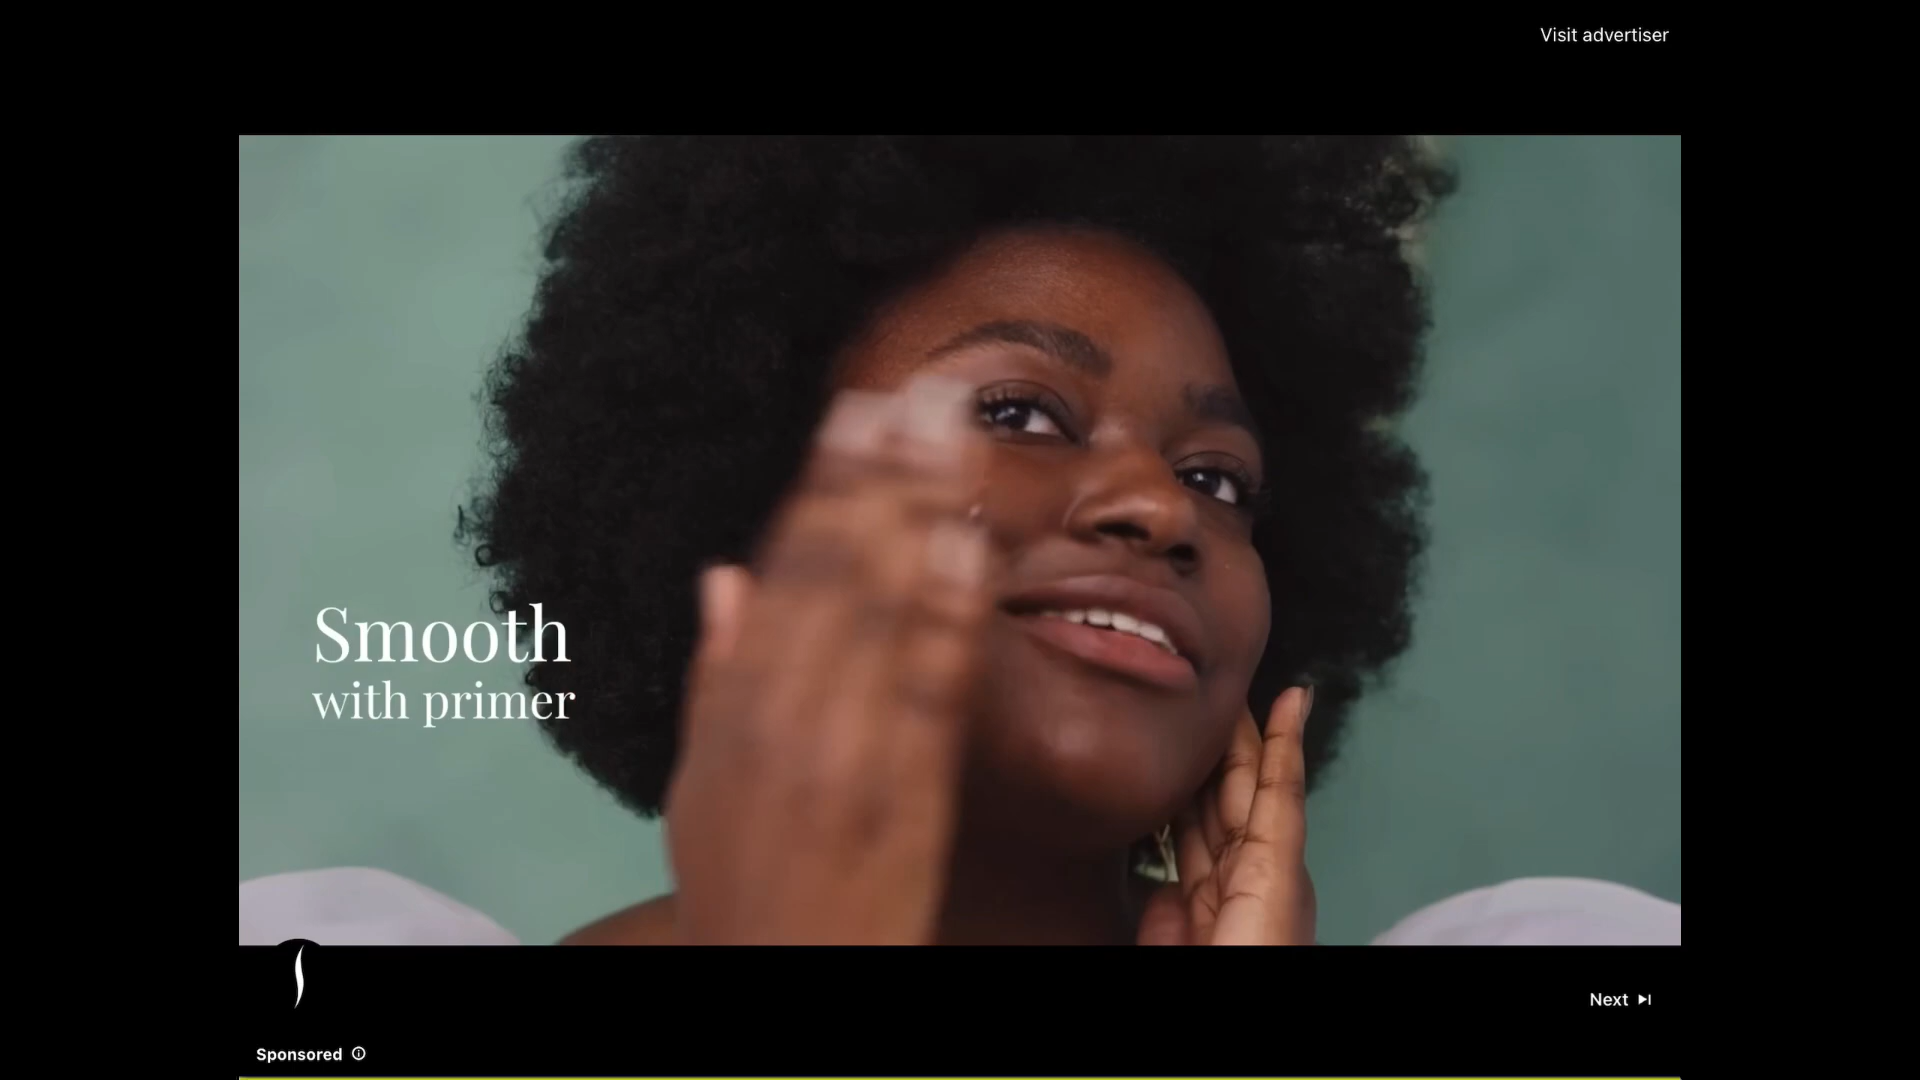 Visit advertiser
Smooth
with primer
Next
Sponsored